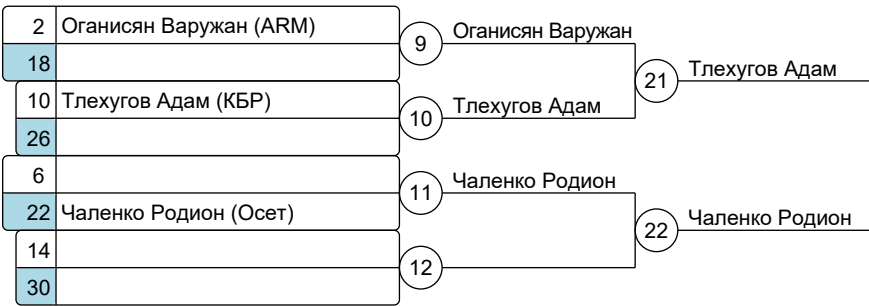 2 Оганисян Варужан (ARM)
9 Оганисян Варужан
18
21 Тлехугов Адам
10 Тлехугов Адам (КБР)
10 Тлехугов Адам
26
6
11 Чаленко Родион
22 Чаленко Родион (Осет)
22 Чаленко Родион
14
12
30